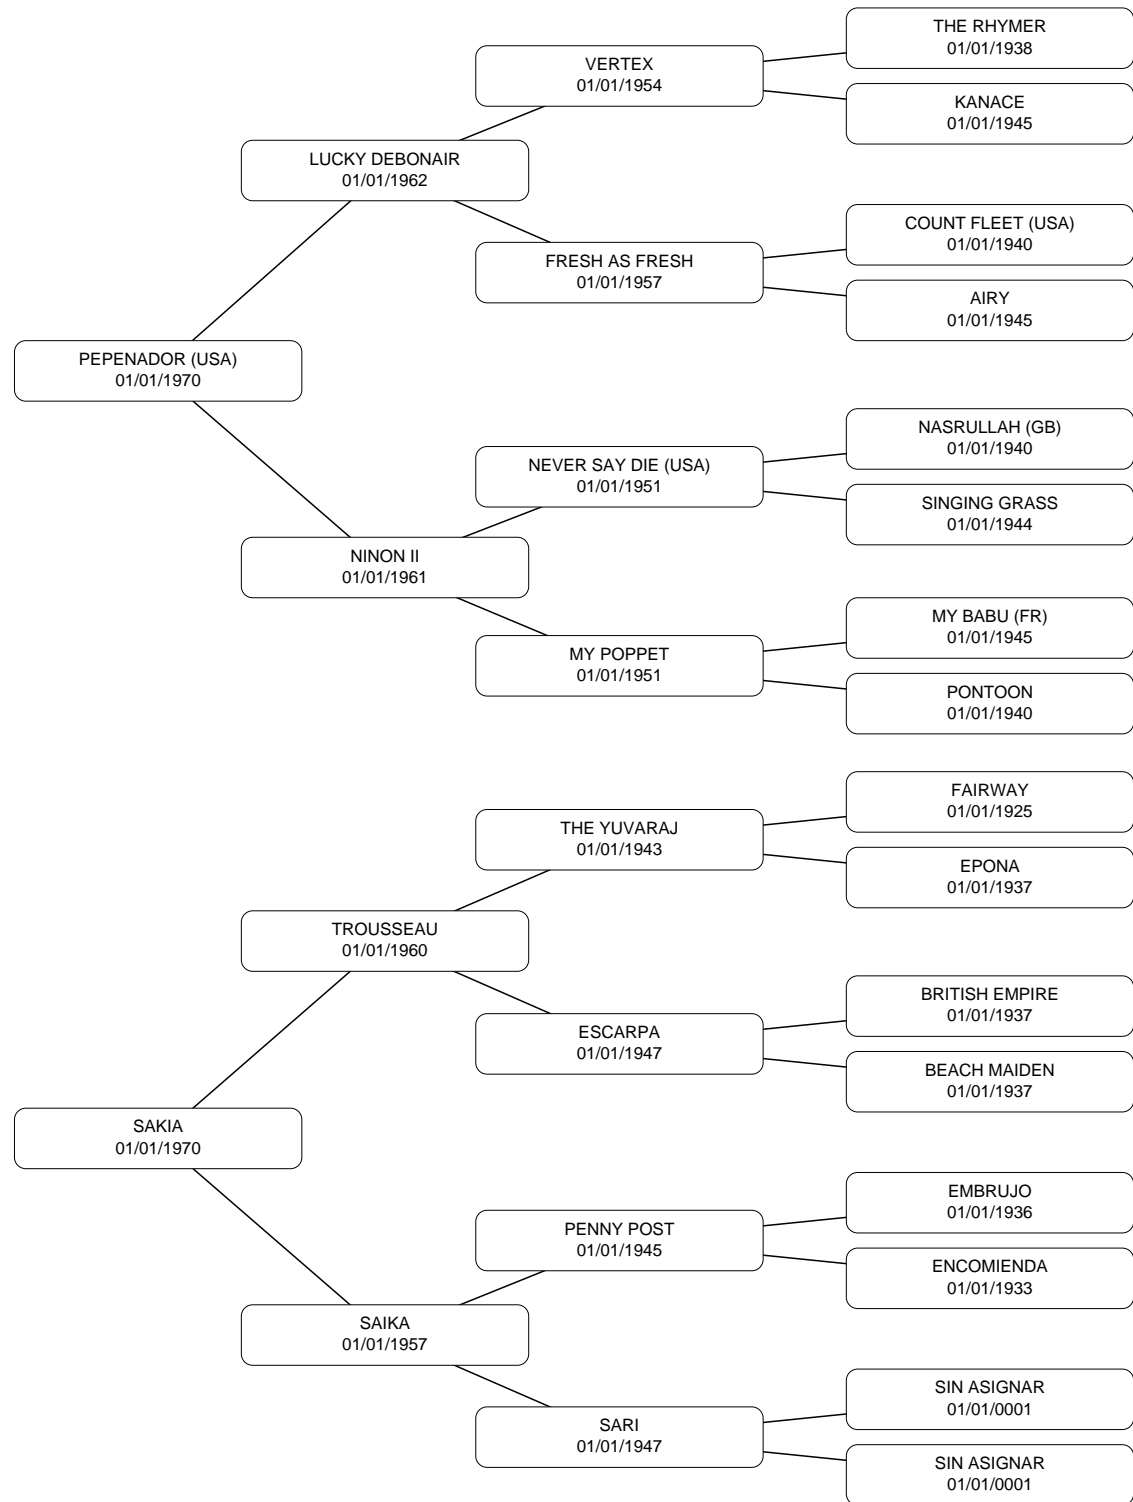 THE RHYMER
01/01/1938
VERTEX
01/01/1954
KANACE
01/01/1945
LUCKY DEBONAIR
01/01/1962
COUNT FLEET (USA)
01/01/1940
FRESH AS FRESH
01/01/1957
AIRY
01/01/1945
PEPENADOR (USA)
01/01/1970
NASRULLAH (GB)
01/01/1940
NEVER SAY DIE (USA)
01/01/1951
SINGING GRASS
01/01/1944
NINON II
01/01/1961
MY BABU (FR)
01/01/1945
MY POPPET
01/01/1951
PONTOON
01/01/1940
FAIRWAY
01/01/1925
THE YUVARAJ
01/01/1943
EPONA
01/01/1937
TROUSSEAU
01/01/1960
BRITISH EMPIRE
01/01/1937
ESCARPA
01/01/1947
BEACH MAIDEN
01/01/1937
SAKIA
01/01/1970
EMBRUJO
01/01/1936
PENNY POST
01/01/1945
ENCOMIENDA
01/01/1933
SAIKA
01/01/1957
SIN ASIGNAR
01/01/0001
SARI
01/01/1947
SIN ASIGNAR
01/01/0001